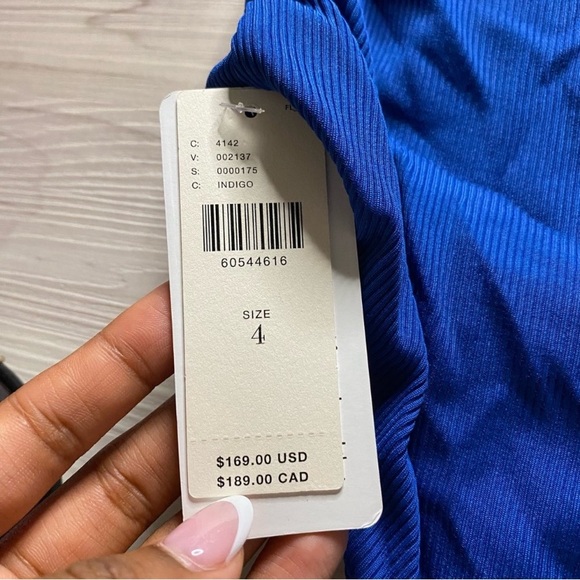 C: 4142
V: 002137
S: 0000175
C: INDIGO
60544616
SIZE
4
$169.00 USD
$189.00 CAD